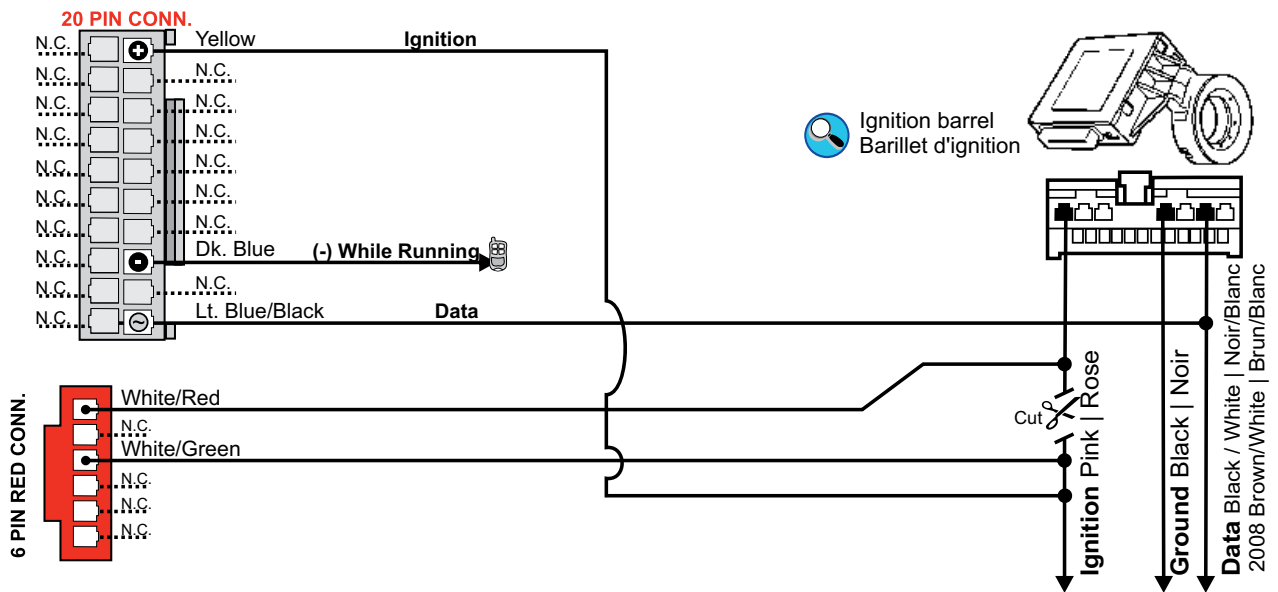 20 PIN CONN.
N.C. Yellow Ignition
N.C. N.C.
N.C. N.C.
N.C. N.C.
N.C. N.C.
N.C. N.C.
N.C. N.C.
N.C. Dk. Blue (-) While Running
N.C. N.C.
N.C. Lt. Blue/Black Data
Ignition barrel
Barillet d'ignition
6 PIN RED CONN.
White/Red
N.C.
White/Green
N.C.
N.C.
N.C.
Cut
Ignition Pink | Rose
Ground Black | Noir
Data Black / White | Noir/Blanc
2008 Brown/White | Brun/Blanc